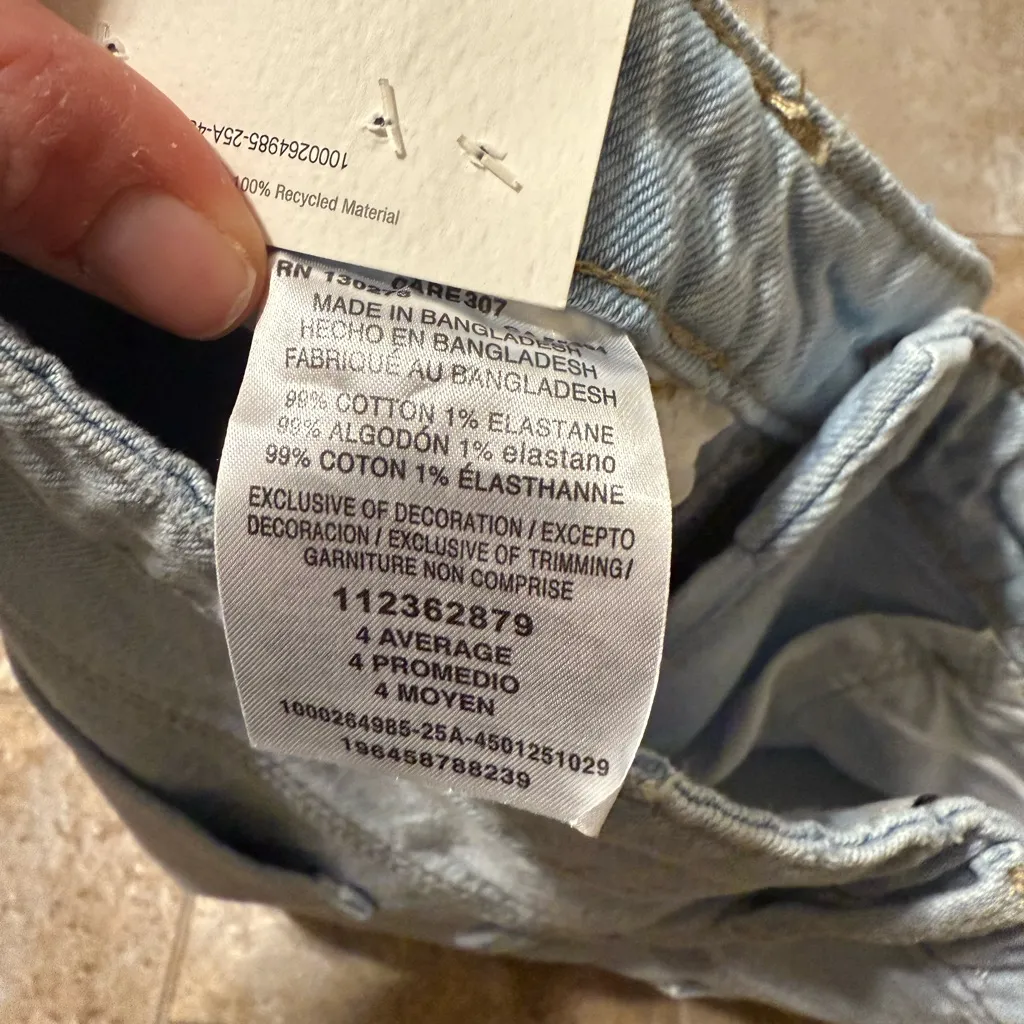 1000264985-25A-4
100% Recycled Material
RN CARE307
MADE IN BANGLADESH
HECHO EN BANGLADESH
FABRIQUÉ AU BANGLADESH
99% COTTON 1% ELASTANE
99% ALGODÓN 1% elastano
99% COTON 1% ÉLASTHANNE
EXCLUSIVE OF DECORATION / EXCEPTO
DECORACION / EXCLUSIVE OF TRIMMING/
GARNITURE NON COMPRISE
112362879
4 AVERAGE
4 PROMEDIO
4 MOYEN
1000264985-25A-4501251029
196458788239